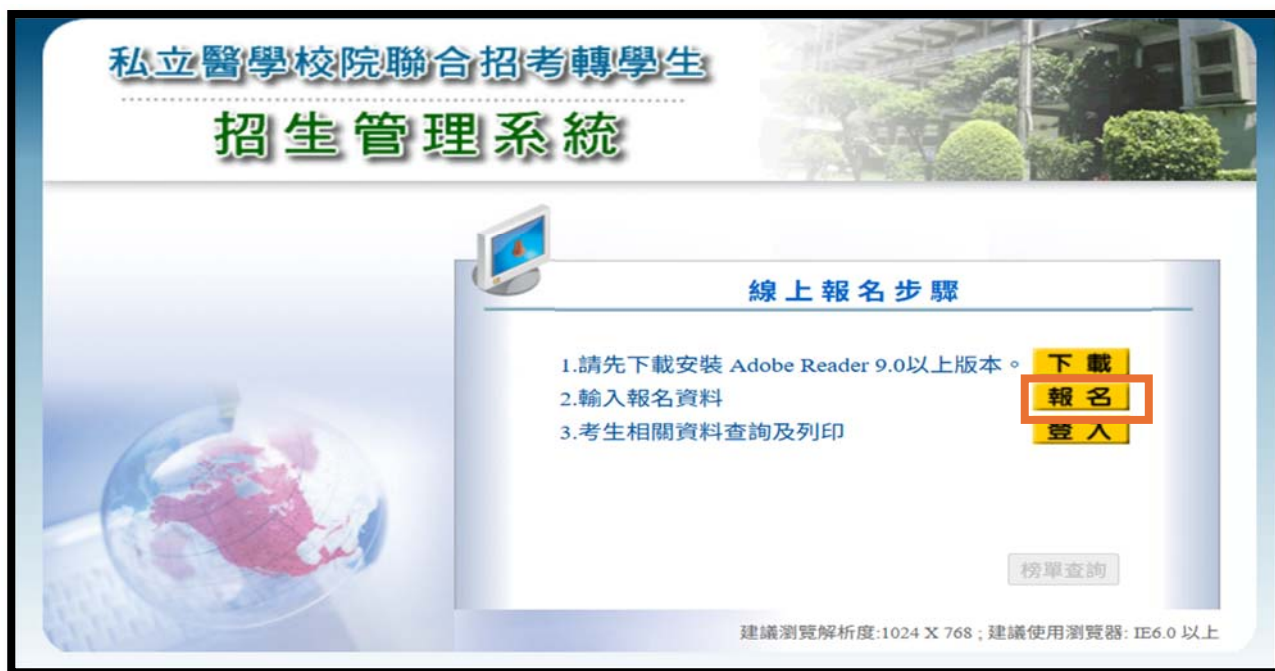 私立醫學校院聯合招考轉學生
招生管理系統
線上報名步驟
1.請先下載安裝 Adobe Reader 9.0以上版本。 下載
2.輸入報名資料 報名
3.考生相關資料查詢及列印 登入
榜單查詢
建議瀏覽解析度:1024 X 768 ; 建議使用瀏覽器: IE6.0 以上